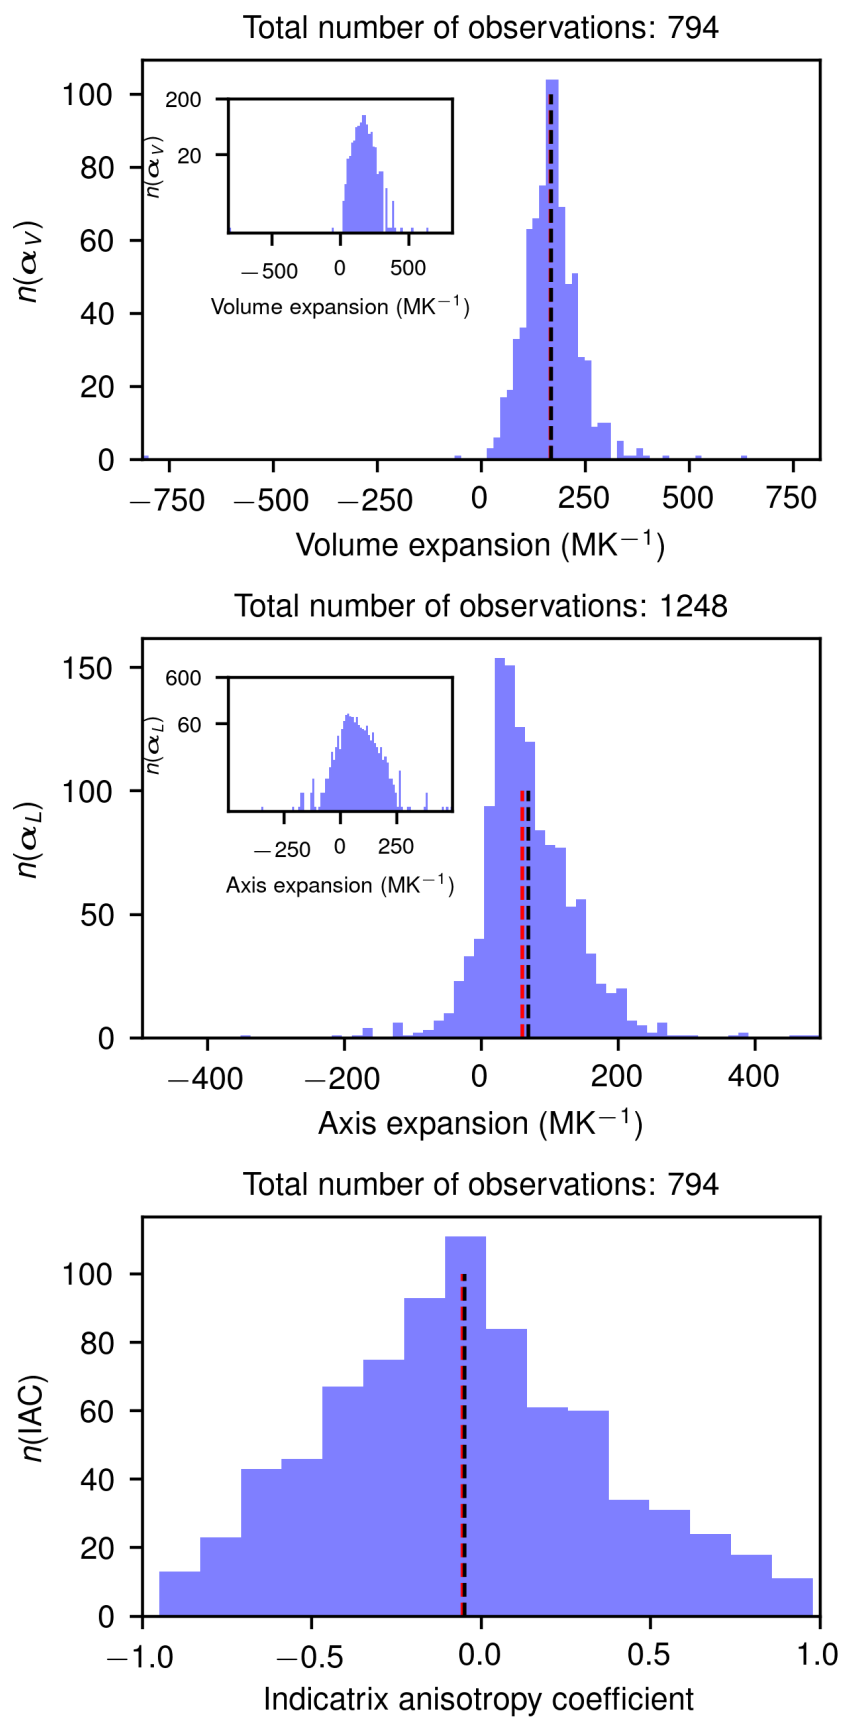 Total number of observations: 794
n(α_V)
100
80
60
40
20
0
200
20
n(α_V)
−500 0 500
Volume expansion (MK⁻¹)
−750 −500 −250 0 250 500 750
Volume expansion (MK⁻¹)
Total number of observations: 1248
n(α_L)
150
100
50
0
600
60
n(α_L)
−250 0 250
Axis expansion (MK⁻¹)
−400 −200 0 200 400
Axis expansion (MK⁻¹)
Total number of observations: 794
n(IAC)
100
80
60
40
20
0
−1.0 −0.5 0.0 0.5 1.0
Indicatrix anisotropy coefficient